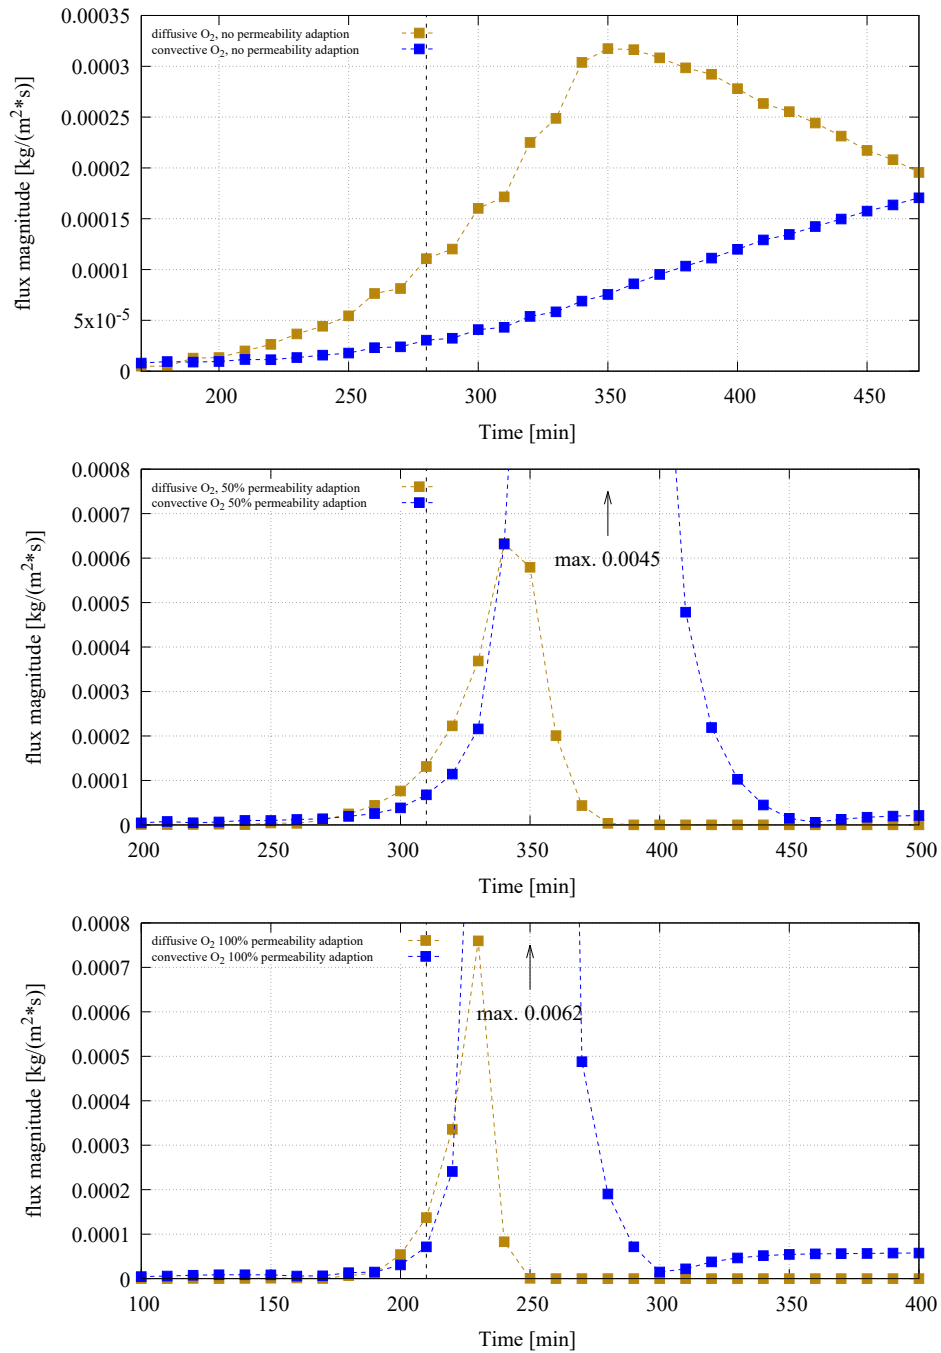 0.00035
0.0003
0.00025
0.0002
0.00015
0.0001
5x10⁻⁵
0
flux magnitude [kg/(m²*s)]
diffusive O₂, no permeability adaption
convective O₂, no permeability adaption
200 250 300 350 400 450
Time [min]
0.0008
0.0007
0.0006
0.0005
0.0004
0.0003
0.0002
0.0001
0
flux magnitude [kg/(m²*s)]
diffusive O₂, 50% permeability adaption
convective O₂ 50% permeability adaption
max. 0.0045
200 250 300 350 400 450 500
Time [min]
0.0008
0.0007
0.0006
0.0005
0.0004
0.0003
0.0002
0.0001
0
flux magnitude [kg/(m²*s)]
diffusive O₂ 100% permeability adaption
convective O₂ 100% permeability adaption
max. 0.0062
100 150 200 250 300 350 400
Time [min]